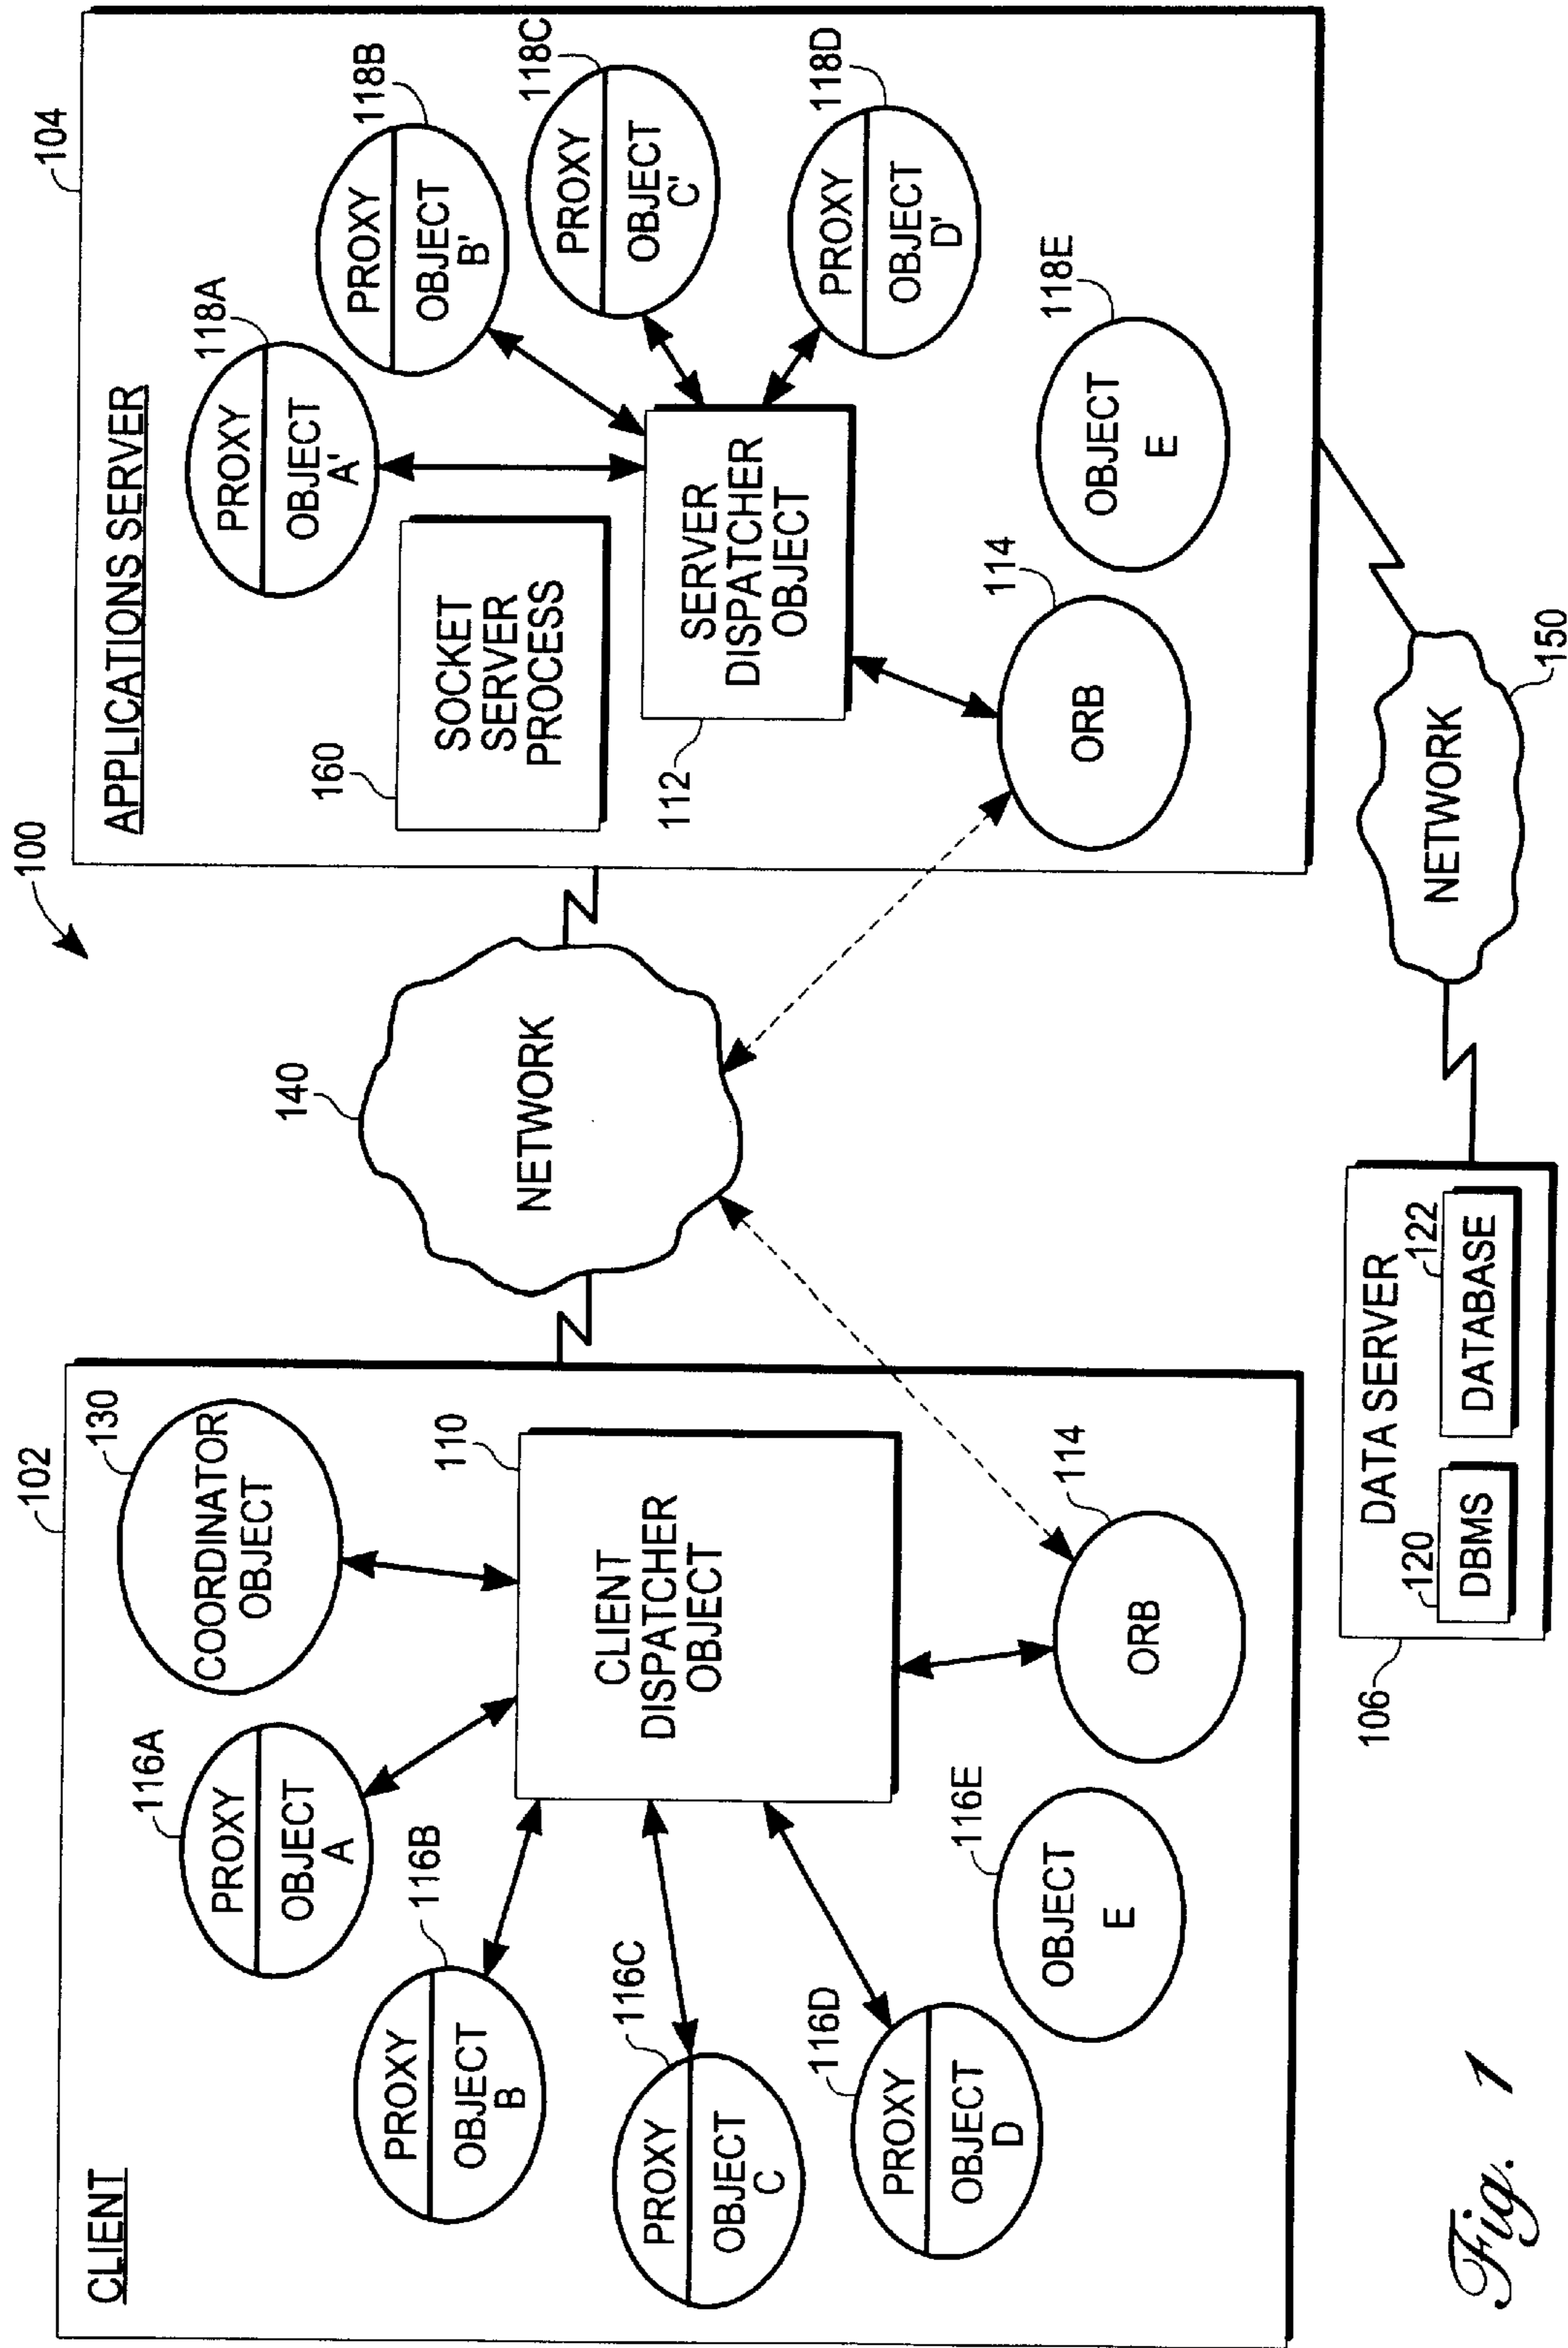 100
102
CLIENT
COORDINATOR
OBJECT
130
PROXY
OBJECT
A
116A
PROXY
OBJECT
B
116B
PROXY
OBJECT
C
116C
PROXY
OBJECT
D
116D
OBJECT
E
116E
CLIENT
DISPATCHER
OBJECT
110
ORB
114
140
NETWORK
104
APPLICATIONS SERVER
160
SOCKET
SERVER
PROCESS
PROXY
OBJECT
A'
118A
PROXY
OBJECT
B'
118B
PROXY
OBJECT
C'
118C
PROXY
OBJECT
D'
118D
112
SERVER
DISPATCHER
OBJECT
ORB
114
OBJECT
E
118E
106
DATA SERVER
120
DBMS
122
DATABASE
NETWORK
150
Fig. 1